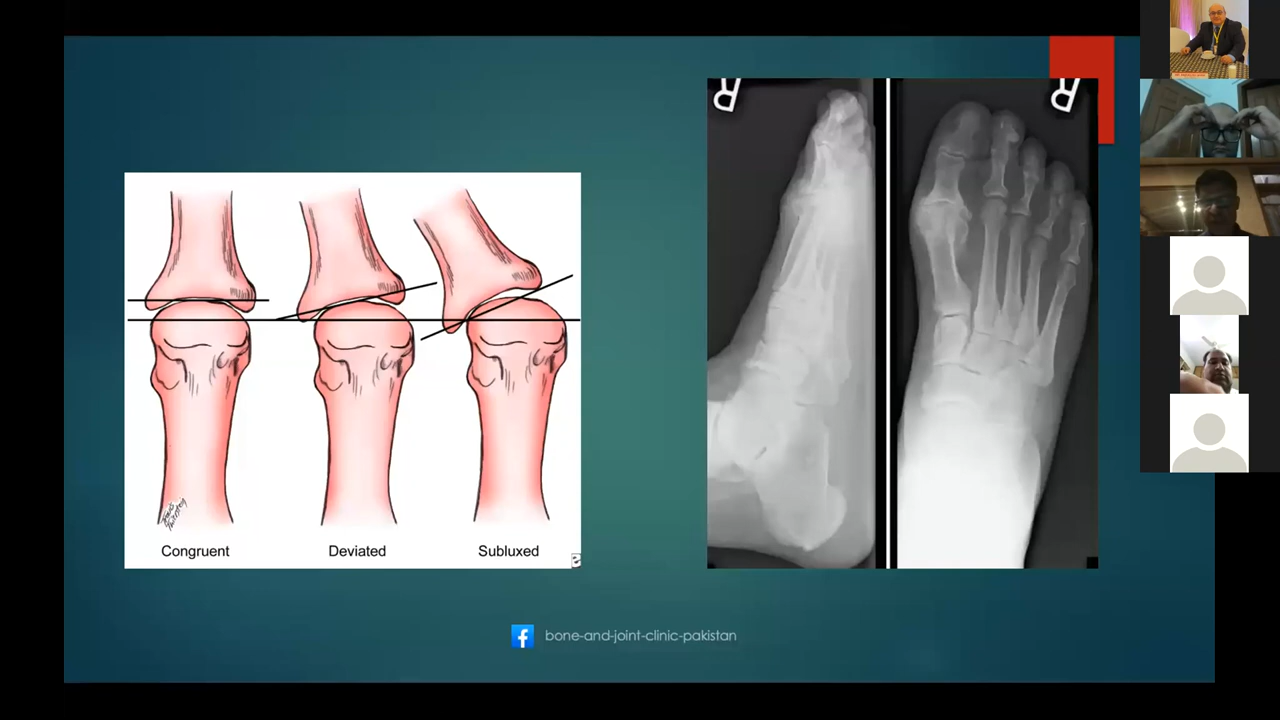 R
R
Congruent
Deviated
Subluxed
bone-and-joint-clinic-pakistan